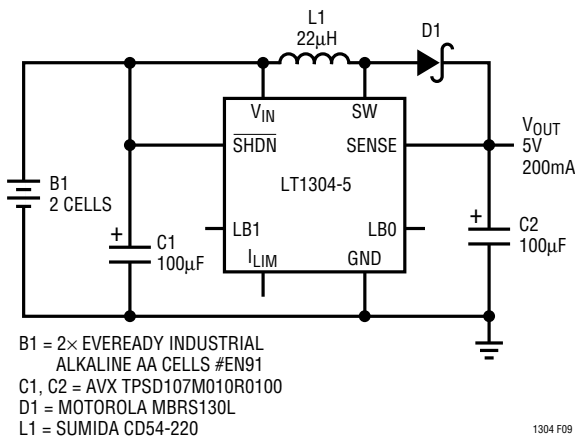 L1
22μH
D1
VIN
SW
SHDN
SENSE
VOUT
5V
200mA
LT1304-5
B1
2 CELLS
LB1
LB0
C1
100μF
ILIM
GND
C2
100μF
+
+
B1 = 2× EVEREADY INDUSTRIAL
ALKALINE AA CELLS #EN91
C1, C2 = AVX TPSD107M010R0100
D1 = MOTOROLA MBRS130L
L1 = SUMIDA CD54-220
1304 F09